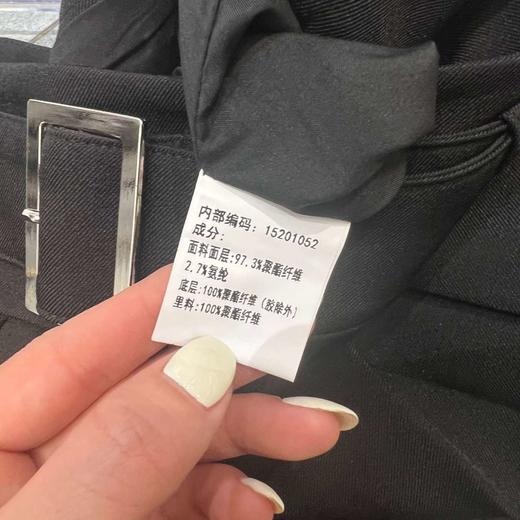 内部编码：15201052
成分：
面料面层：97.3%聚酯纤维
2.7%氨纶
底层：100%聚酯纤维（胶除外）
里料：100%聚酯纤维